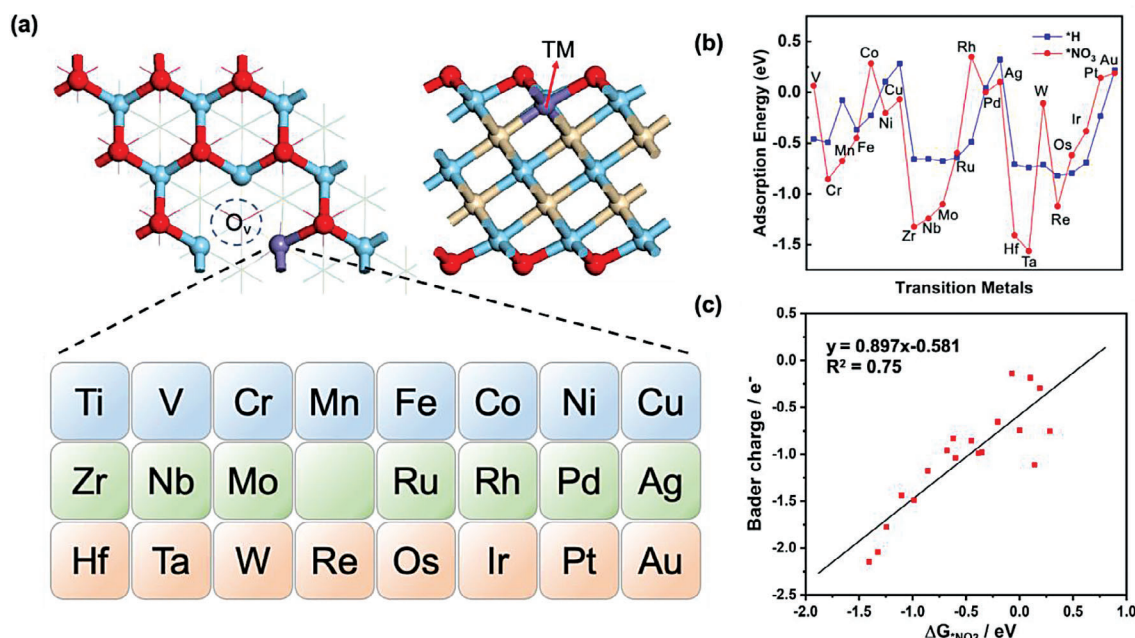 (a)
TM
Ov
Ti V Cr Mn Fe Co Ni Cu
Zr Nb Mo Ru Rh Pd Ag
Hf Ta W Re Os Ir Pt Au
(b)
Adsorption Energy (eV)
0.5
0.0
-0.5
-1.0
-1.5
*H
*NO3
V
Cr
Mn
Fe
Co
Ni
Cu
Zr
Nb
Mo
Ru
Rh
Pd
Ag
Hf
Ta
W
Re
Os
Ir
Pt
Au
Transition Metals
(c)
y = 0.897x-0.581
R² = 0.75
Bader charge / e⁻
0.5
0.0
-0.5
-1.0
-1.5
-2.0
-2.5
-2.0 -1.5 -1.0 -0.5 0.0 0.5 1.0
ΔG*NO3 / eV